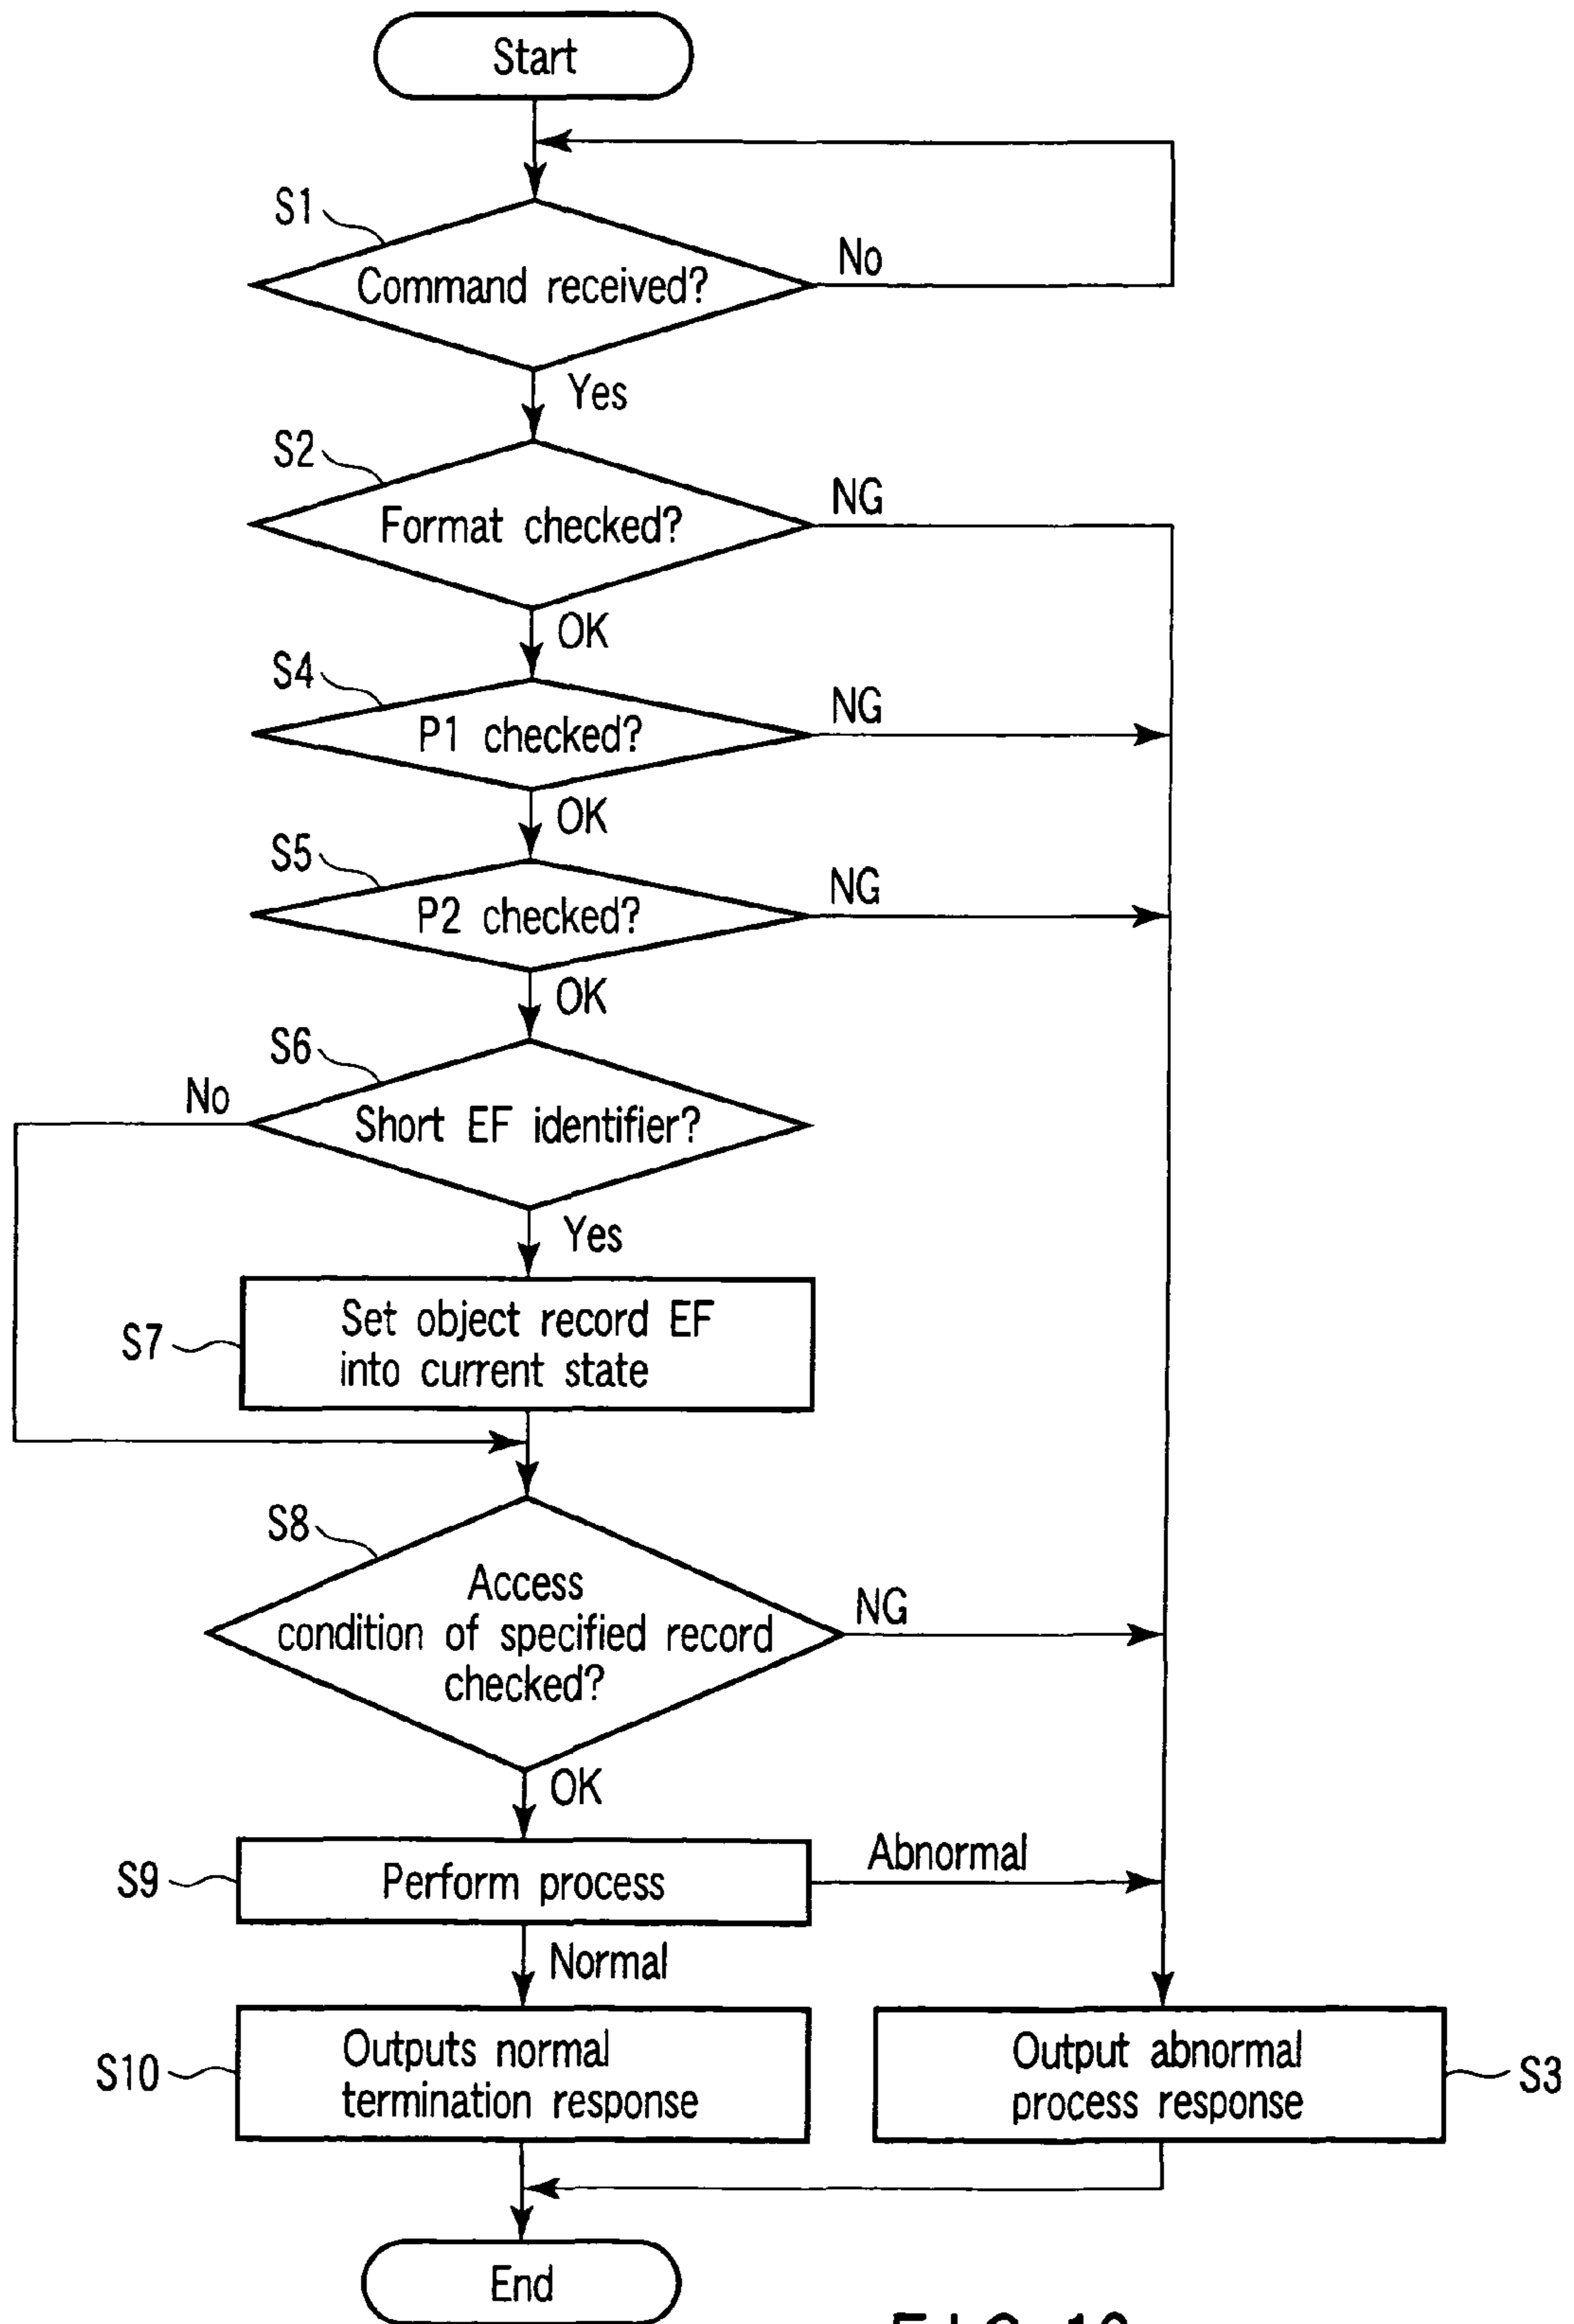 Start
S1
Command received?
No
Yes
S2
Format checked?
NG
OK
S4
P1 checked?
NG
OK
S5
P2 checked?
NG
OK
S6
Short EF identifier?
No
Yes
S7
Set object record EF
into current state
S8
Access
condition of specified record
checked?
NG
OK
S9
Perform process
Abnormal
Normal
S10
Outputs normal
termination response
Output abnormal
process response
S3
End